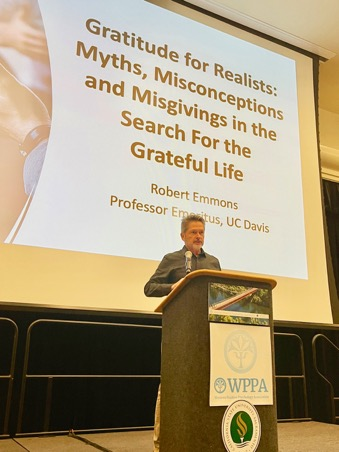 Gratitude for Realists:
Myths, Misconceptions
and Misgivings in the
Search For the
Grateful Life
Robert Emmons
Professor Emeritus, UC Davis
WPPA